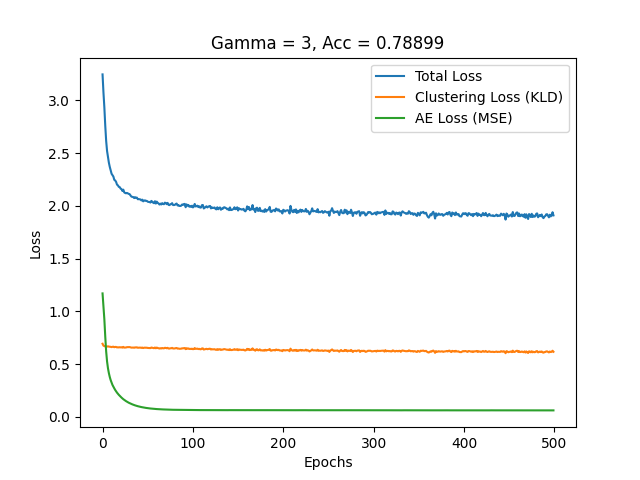 Gamma = 3, Acc = 0.78899
Total Loss
Clustering Loss (KLD)
AE Loss (MSE)
3.0
2.5
2.0
1.5
1.0
0.5
0.0
Loss
0 100 200 300 400 500
Epochs